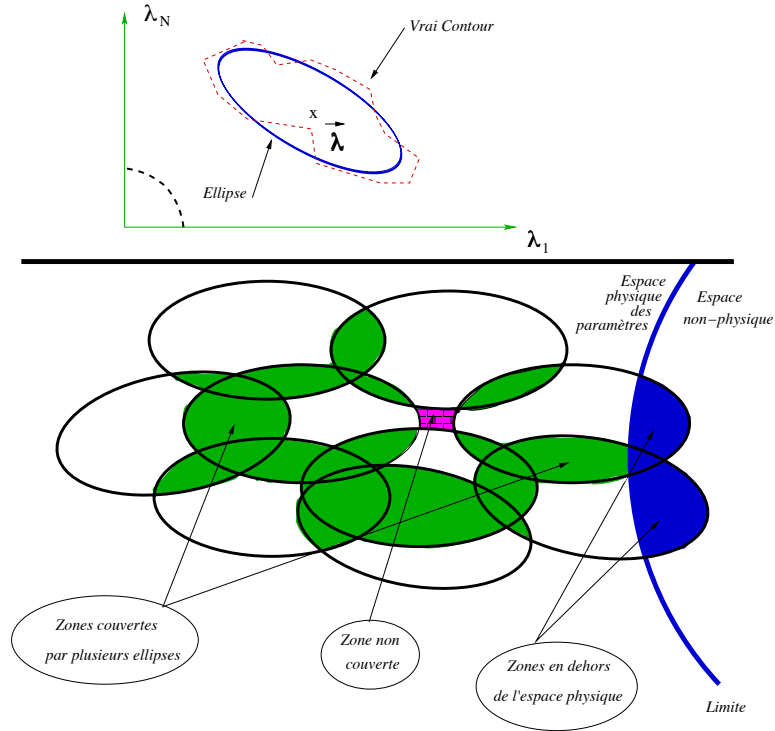 λN
Vrai Contour
x
λ
Ellipse
λ1
Espace
physique
des
paramètres
Espace
non−physique
Zones couvertes
par plusieurs ellipses
Zone non
couverte
Zones en dehors
de l'espace physique
Limite